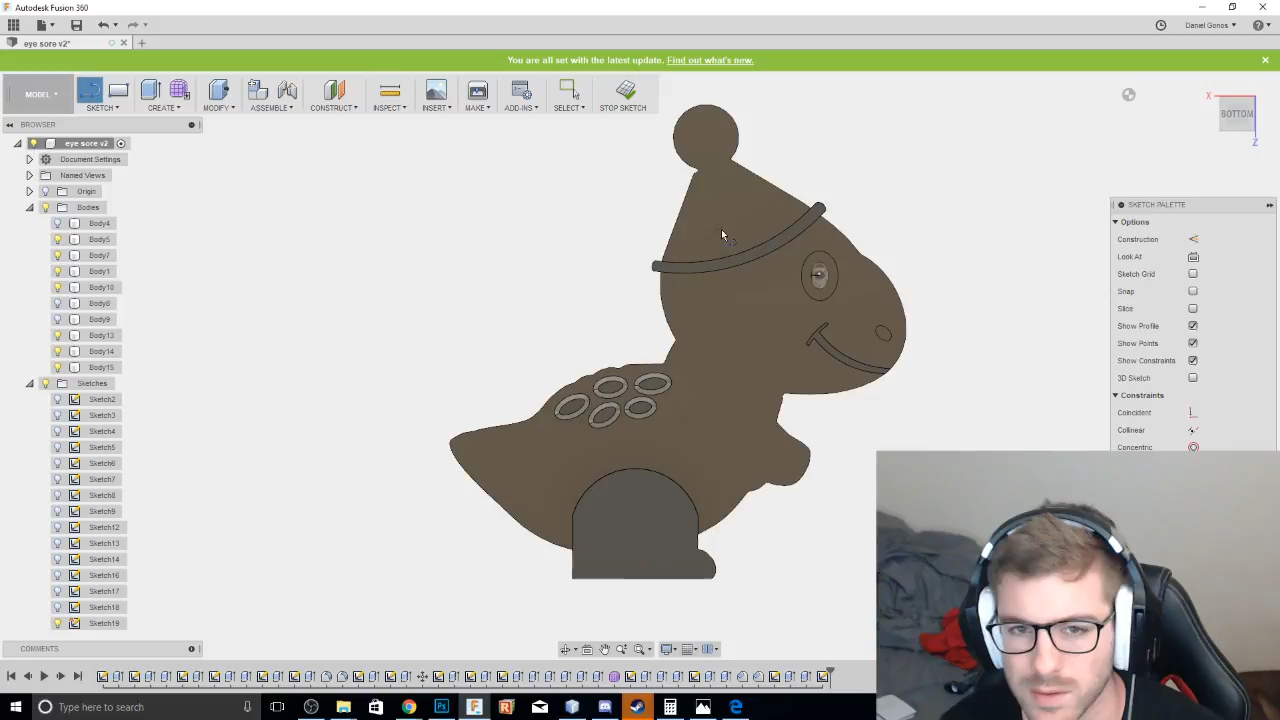 Autodesk Fusion 360
Daniel Gonos
eye sore v2*
You are all set with the latest update. Find out what's new.
MODEL
SKETCH
CREATE
MODIFY
ASSEMBLE
CONSTRUCT
INSPECT
INSERT
MAKE
ADD-INS
SELECT
STOP SKETCH
BROWSER
eye sore v2
Document Settings
Named Views
Origin
Bodies
Body4
Body5
Body7
Body1
Body10
Body8
Body9
Body13
Body14
Body15
Sketches
Sketch2
Sketch3
Sketch4
Sketch5
Sketch6
Sketch7
Sketch8
Sketch9
Sketch12
Sketch13
Sketch14
Sketch16
Sketch17
Sketch18
Sketch19
X
BOTTOM
Z
SKETCH PALETTE
Options
Construction
Look At
Sketch Grid
Snap
Slice
Show Profile
Show Points
Show Constraints
3D Sketch
Constraints
Coincident
Collinear
Concentric
COMMENTS
Type here to search